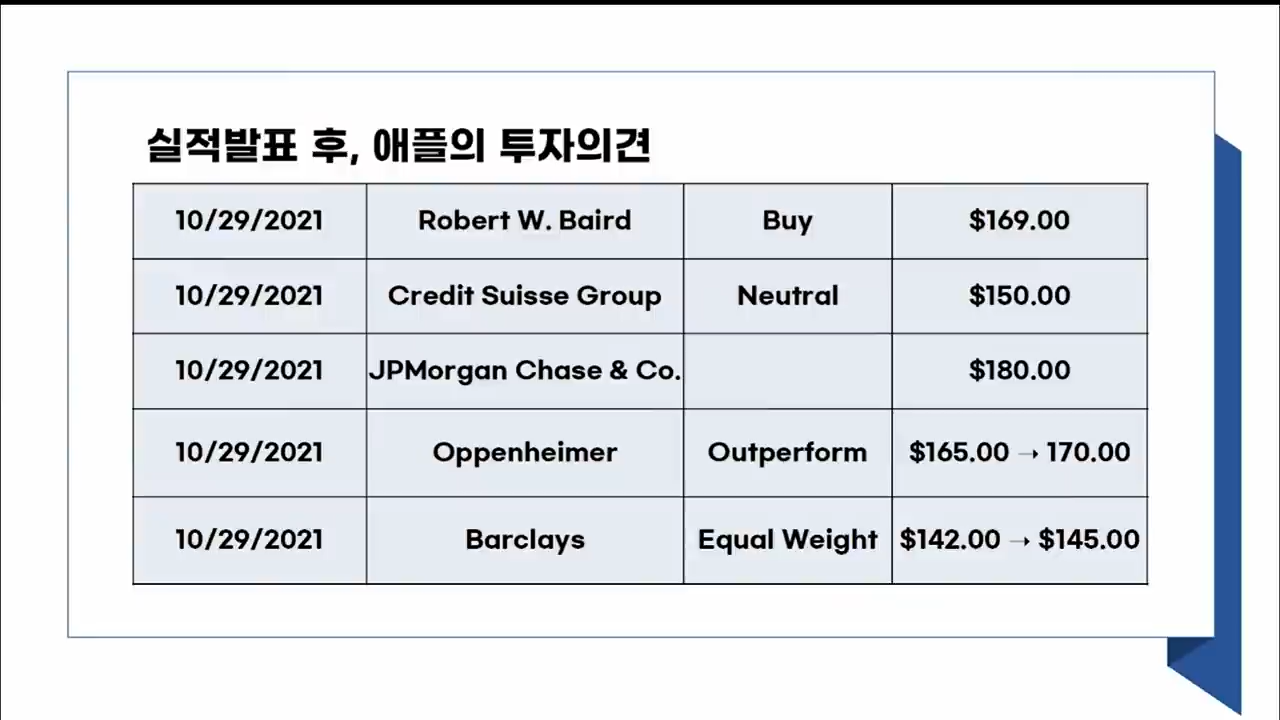 실적발표 후, 애플의 투자의견
10/29/2021 Robert W. Baird Buy $169.00
10/29/2021 Credit Suisse Group Neutral $150.00
10/29/2021 JPMorgan Chase & Co. $180.00
10/29/2021 Oppenheimer Outperform $165.00 → 170.00
10/29/2021 Barclays Equal Weight $142.00 → $145.00